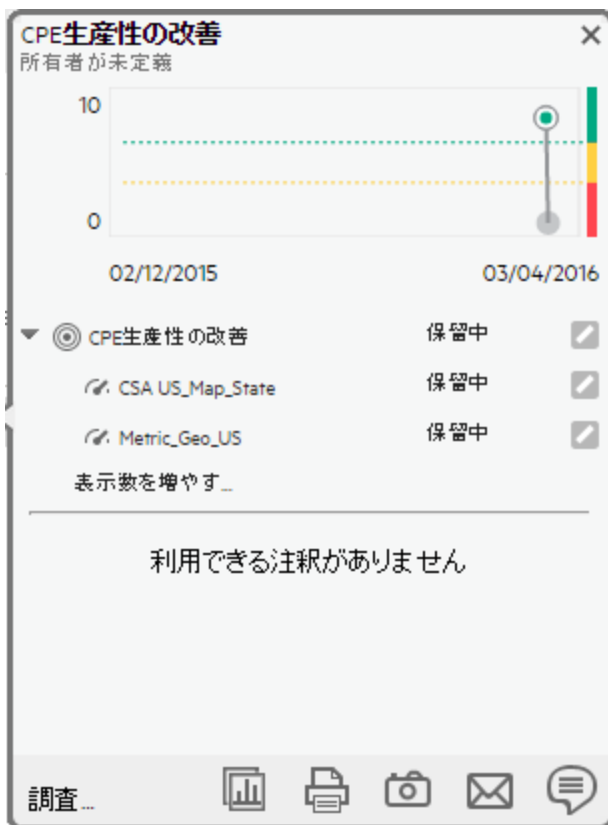 CPE生産性の改善
所有者が未定義
10
0
02/12/2015 03/04/2016
CPE生産性の改善 保留中
CSA US_Map_State 保留中
Metric_Geo_US 保留中
表示数を増やす...
利用できる注釈がありません
調査...